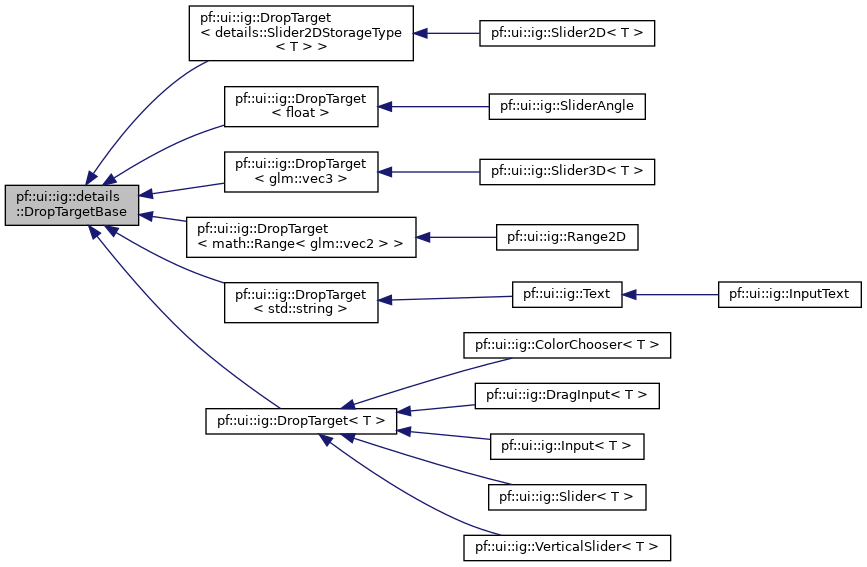 pf::ui::ig::DropTarget
< details::Slider2DStorageType
< T > >
pf::ui::ig::Slider2D< T >
pf::ui::ig::DropTarget
< float >
pf::ui::ig::SliderAngle
pf::ui::ig::DropTarget
< glm::vec3 >
pf::ui::ig::Slider3D< T >
pf::ui::ig::details
::DropTargetBase
pf::ui::ig::DropTarget
< math::Range< glm::vec2 > >
pf::ui::ig::Range2D
pf::ui::ig::DropTarget
< std::string >
pf::ui::ig::Text
pf::ui::ig::InputText
pf::ui::ig::ColorChooser< T >
pf::ui::ig::DragInput< T >
pf::ui::ig::DropTarget< T >
pf::ui::ig::Input< T >
pf::ui::ig::Slider< T >
pf::ui::ig::VerticalSlider< T >